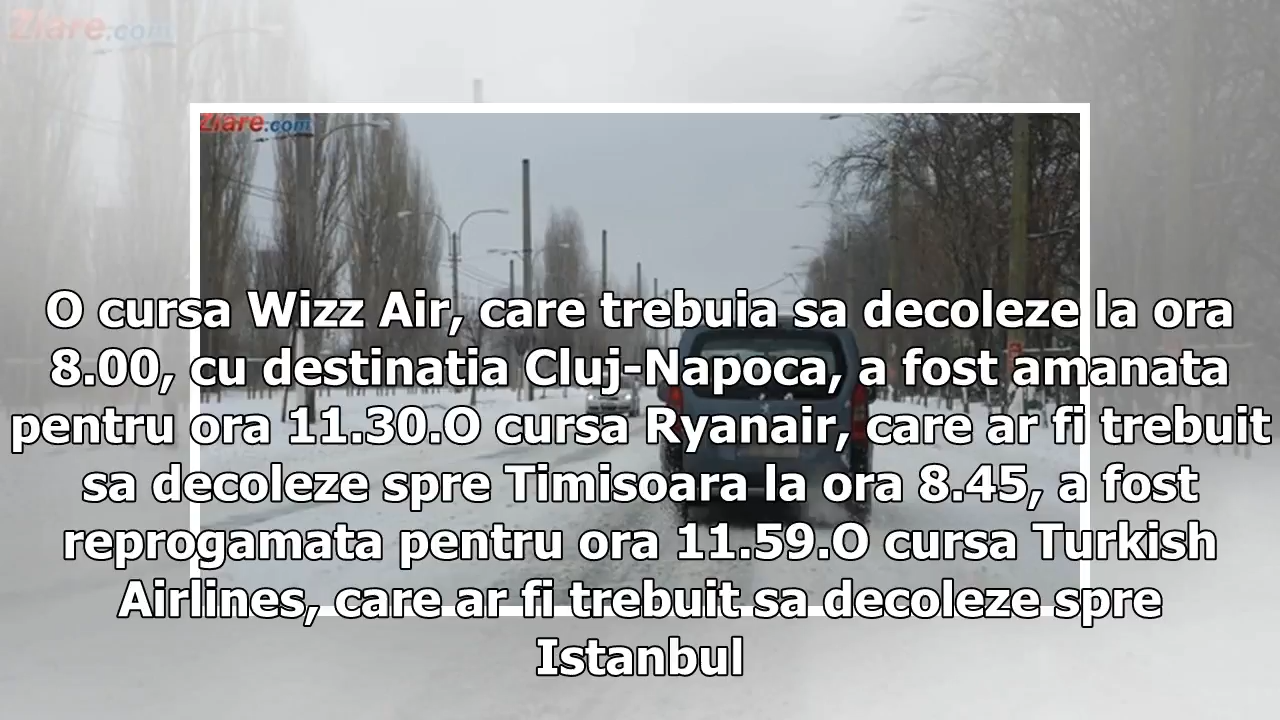 Ziare.com
Ziare.com
O cursa Wizz Air, care trebuia sa decoleze la ora
8.00, cu destinatia Cluj-Napoca, a fost amanata
pentru ora 11.30.O cursa Ryanair, care ar fi trebuit
sa decoleze spre Timisoara la ora 8.45, a fost
reprogamata pentru ora 11.59.O cursa Turkish
Airlines, care ar fi trebuit sa decoleze spre
Istanbul